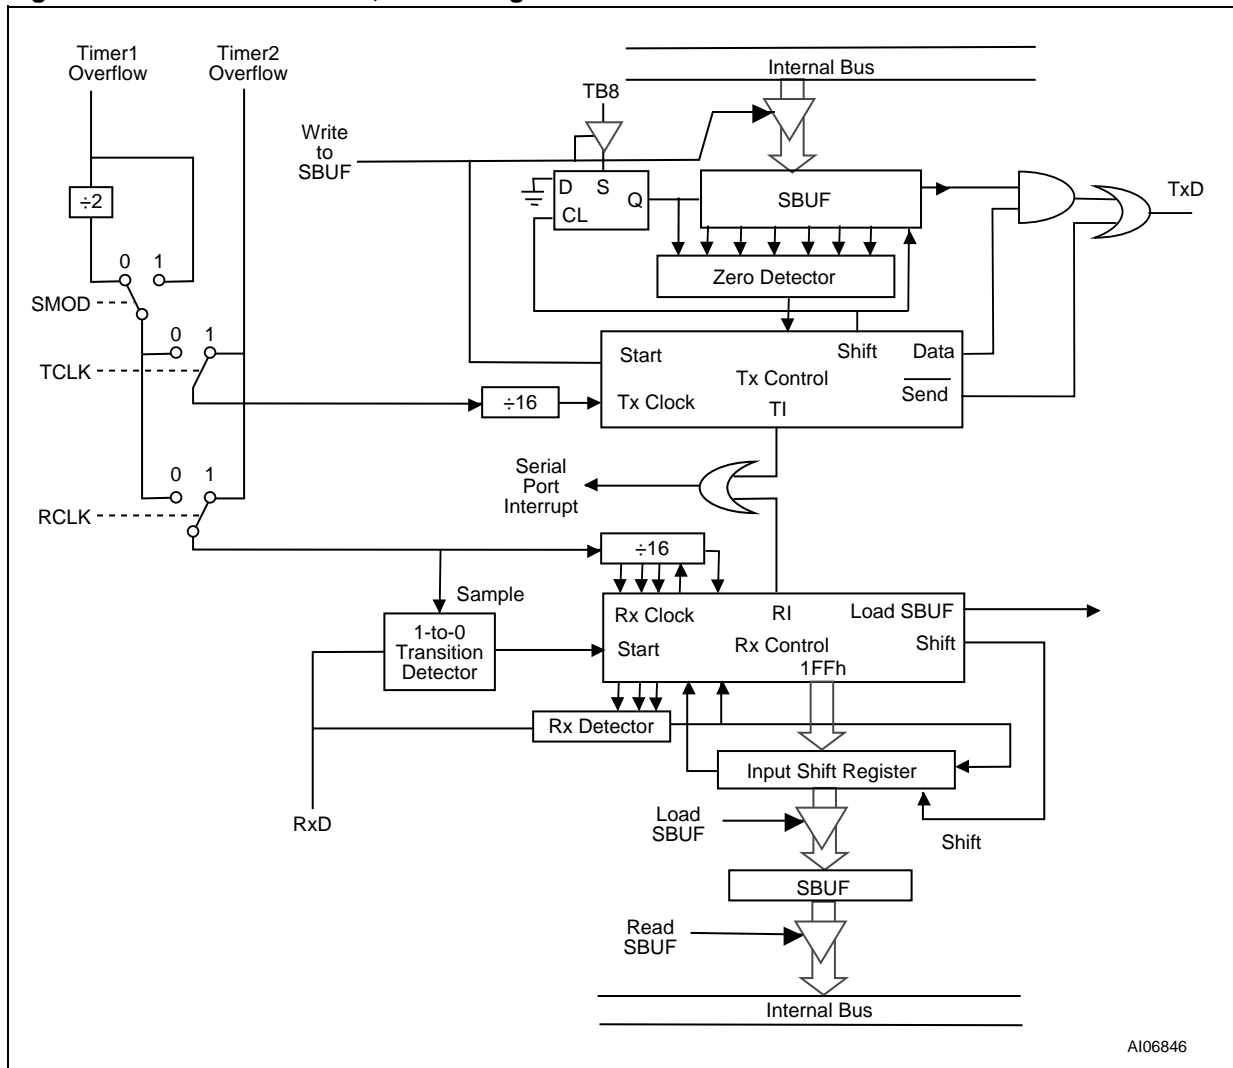 Timer1
Overflow
Timer2
Overflow
Internal Bus
TB8
Write
to
SBUF
TxD
D S
Q
CL
SBUF
÷2
0 1
Zero Detector
SMOD
0 1
Start
Shift
Data
TCLK
Tx Control
Send
÷16
Tx Clock
TI
Serial
Port
Interrupt
0 1
RCLK
÷16
Sample
Rx Clock
RI
Load SBUF
1-to-0
Transition
Detector
Start
Rx Control
Shift
1FFh
Rx Detector
Input Shift Register
RxD
Load
SBUF
Shift
SBUF
Read
SBUF
Internal Bus
AI06846